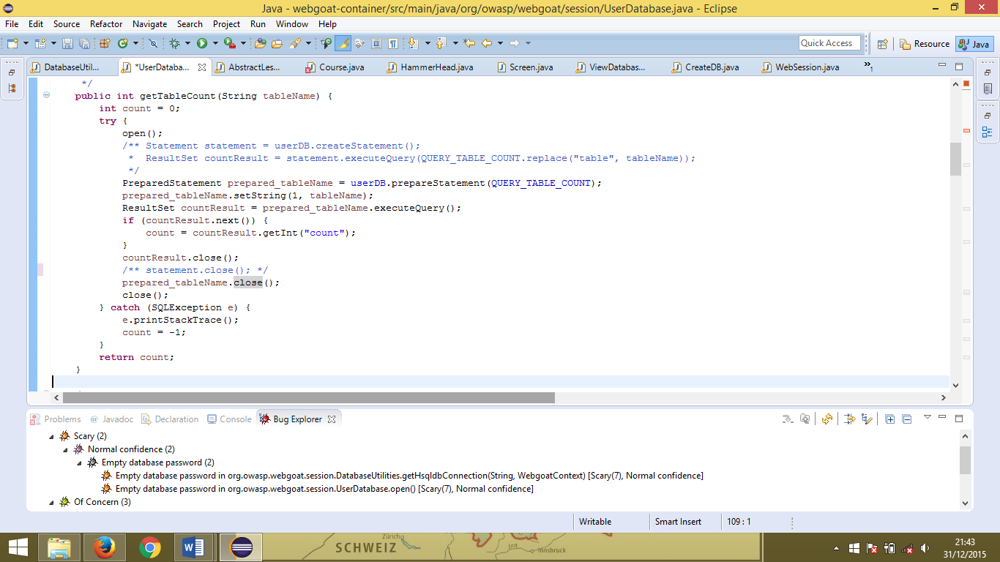 Java - webgoat-container/src/main/java/org/owasp/webgoat/session/UserDatabase.java - Eclipse
File Edit Source Refactor Navigate Search Project Run Window Help
Quick Access Resource Java
DatabaseUtil... *UserDataba... AbstractLes... Course.java HammerHead.java Screen.java ViewDatabas... CreateDB.java WebSession.java »1
*/
public int getTableCount(String tableName) {
int count = 0;
try {
open();
/** Statement statement = userDB.createStatement();
* ResultSet countResult = statement.executeQuery(QUERY_TABLE_COUNT.replace("table", tableName));
*/
PreparedStatement prepared_tableName = userDB.prepareStatement(QUERY_TABLE_COUNT);
prepared_tableName.setString(1, tableName);
ResultSet countResult = prepared_tableName.executeQuery();
if (countResult.next()) {
count = countResult.getInt("count");
}
countResult.close();
/** statement.close(); */
prepared_tableName.close();
close();
} catch (SQLException e) {
e.printStackTrace();
count = -1;
}
return count;
}
Problems @ Javadoc Declaration Console Bug Explorer
Scary (2)
Normal confidence (2)
Empty database password (2)
Empty database password in org.owasp.webgoat.session.DatabaseUtilities.getHsqldbConnection(String, WebgoatContext) [Scary(7), Normal confidence]
Empty database password in org.owasp.webgoat.session.UserDatabase.open() [Scary(7), Normal confidence]
Of Concern (3)
Writable Smart Insert 109 : 1
Zürich
SCHWEIZ
Inn
Innsbruck
21:43
31/12/2015